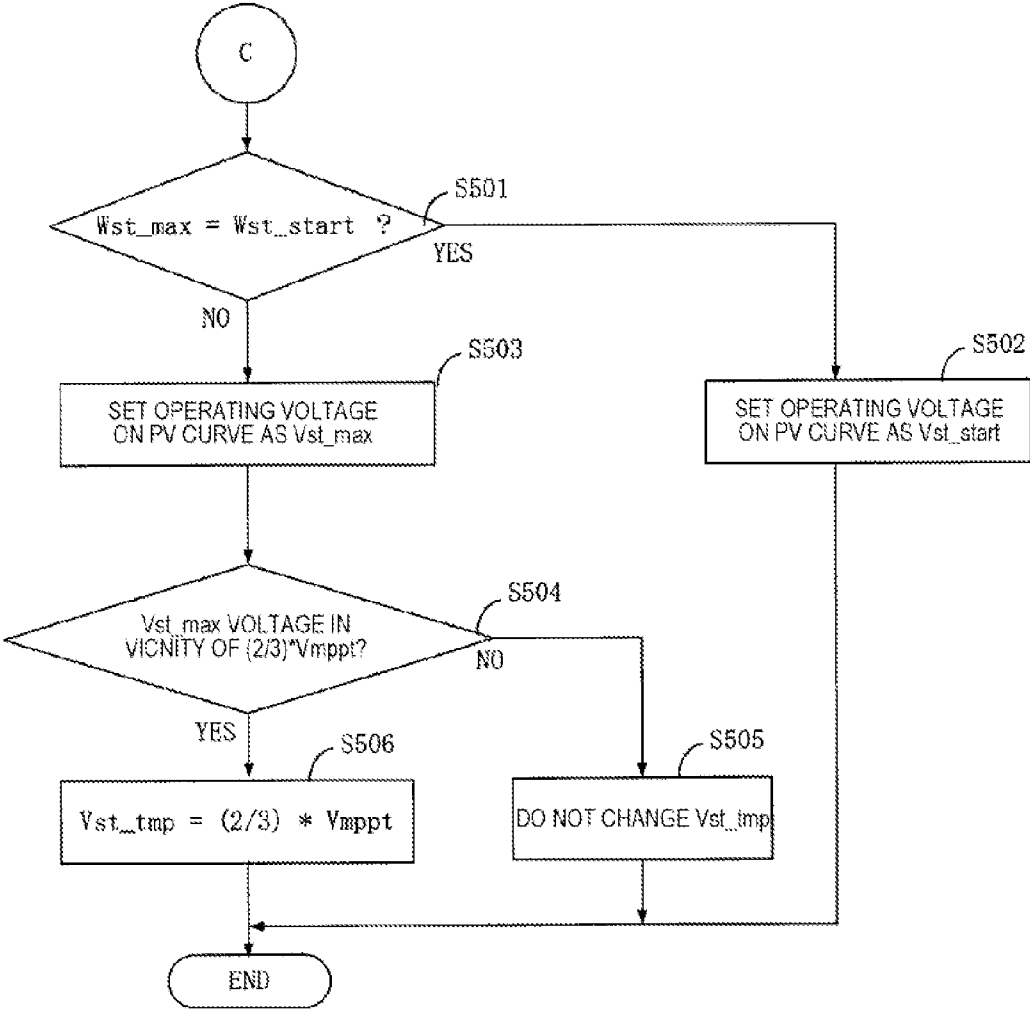 C
S501
Wst_max = Wst_start ?
YES
NO
S503
S502
SET OPERATING VOLTAGE
ON PV CURVE AS Vst_max
SET OPERATING VOLTAGE
ON PV CURVE AS Vst_start
S504
Vst_max VOLTAGE IN
VICNITY OF (2/3)*Vmppt?
NO
YES
S506
S505
Vst_tmp = (2/3) * Vmppt
DO NOT CHANGE Vst_tmp
END